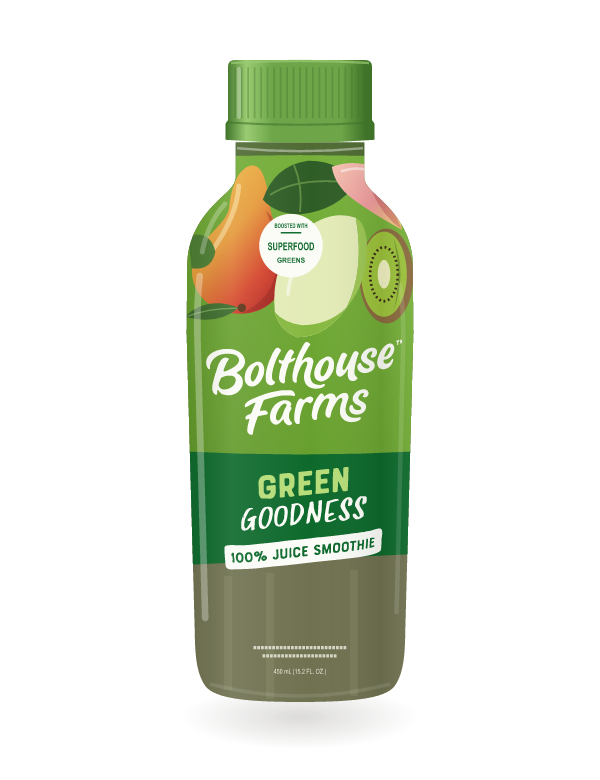 BOOSTED WITH
SUPERFOOD
GREENS
Bolthouse™
Farms
GREEN
GOODNESS
100% JUICE SMOOTHIE
450 mL (15.2 FL. OZ.)